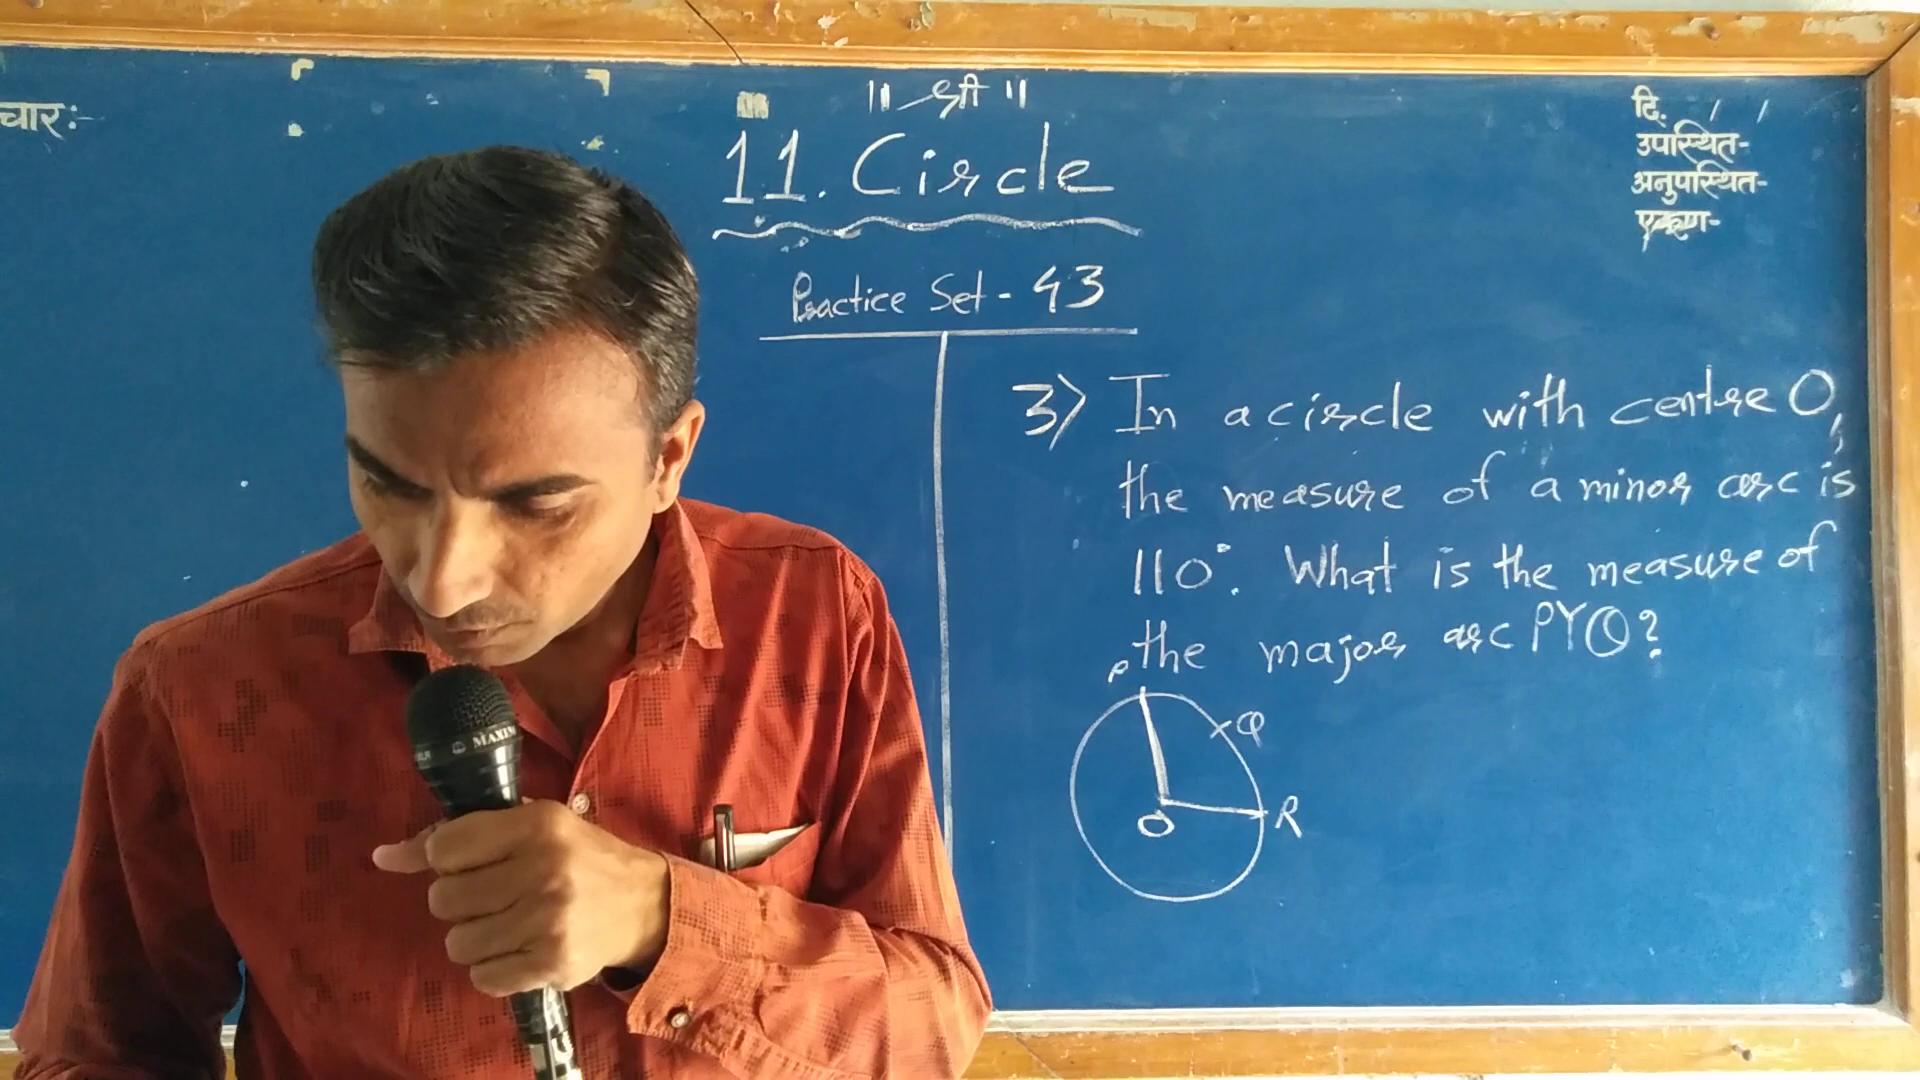 चार:-
॥ श्री ॥
11. Circle
Practice Set - 43
दि. / /
उपस्थित-
अनुपस्थित-
एकूण-
3) In a circle with centre O,
the measure of a minor arc is
110°. What is the measure of
the major arc PYQ?
P
Q
R
O
MAXIM